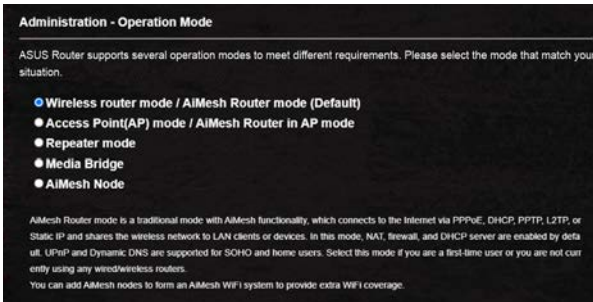 Administration - Operation Mode
ASUS Router supports several operation modes to meet different requirements. Please select the mode that match your
situation.
Wireless router mode / AiMesh Router mode (Default)
Access Point(AP) mode / AiMesh Router in AP mode
Repeater mode
Media Bridge
AiMesh Node
AiMesh Router mode is a traditional mode with AiMesh functionality, which connects to the Internet via PPPoE, DHCP, PPTP, L2TP, or
Static IP and shares the wireless network to LAN clients or devices. In this mode, NAT, firewall, and DHCP server are enabled by defa
ult. UPnP and Dynamic DNS are supported for SOHO and home users. Select this mode if you are a first-time user or you are not curr
ently using any wired/wireless routers.
You can add AiMesh nodes to form an AiMesh WiFi system to provide extra WiFi coverage.